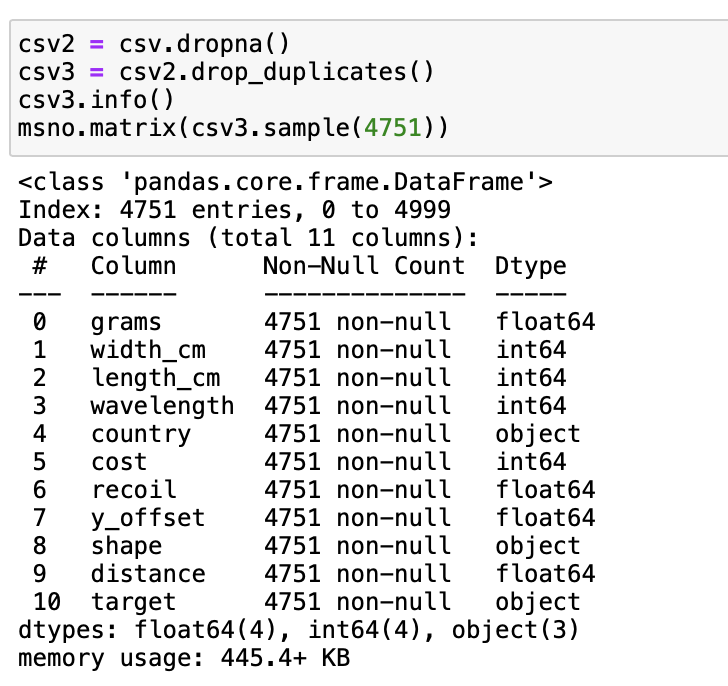 csv2 = csv.dropna()
csv3 = csv2.drop_duplicates()
csv3.info()
msno.matrix(csv3.sample(4751))
<class 'pandas.core.frame.DataFrame'>
Index: 4751 entries, 0 to 4999
Data columns (total 11 columns):
 #   Column      Non-Null Count  Dtype
---  ------      --------------  -----
 0   grams       4751 non-null   float64
 1   width_cm    4751 non-null   int64
 2   length_cm   4751 non-null   int64
 3   wavelength  4751 non-null   int64
 4   country     4751 non-null   object
 5   cost        4751 non-null   int64
 6   recoil      4751 non-null   float64
 7   y_offset    4751 non-null   float64
 8   shape       4751 non-null   object
 9   distance    4751 non-null   float64
 10  target      4751 non-null   object
dtypes: float64(4), int64(4), object(3)
memory usage: 445.4+ KB